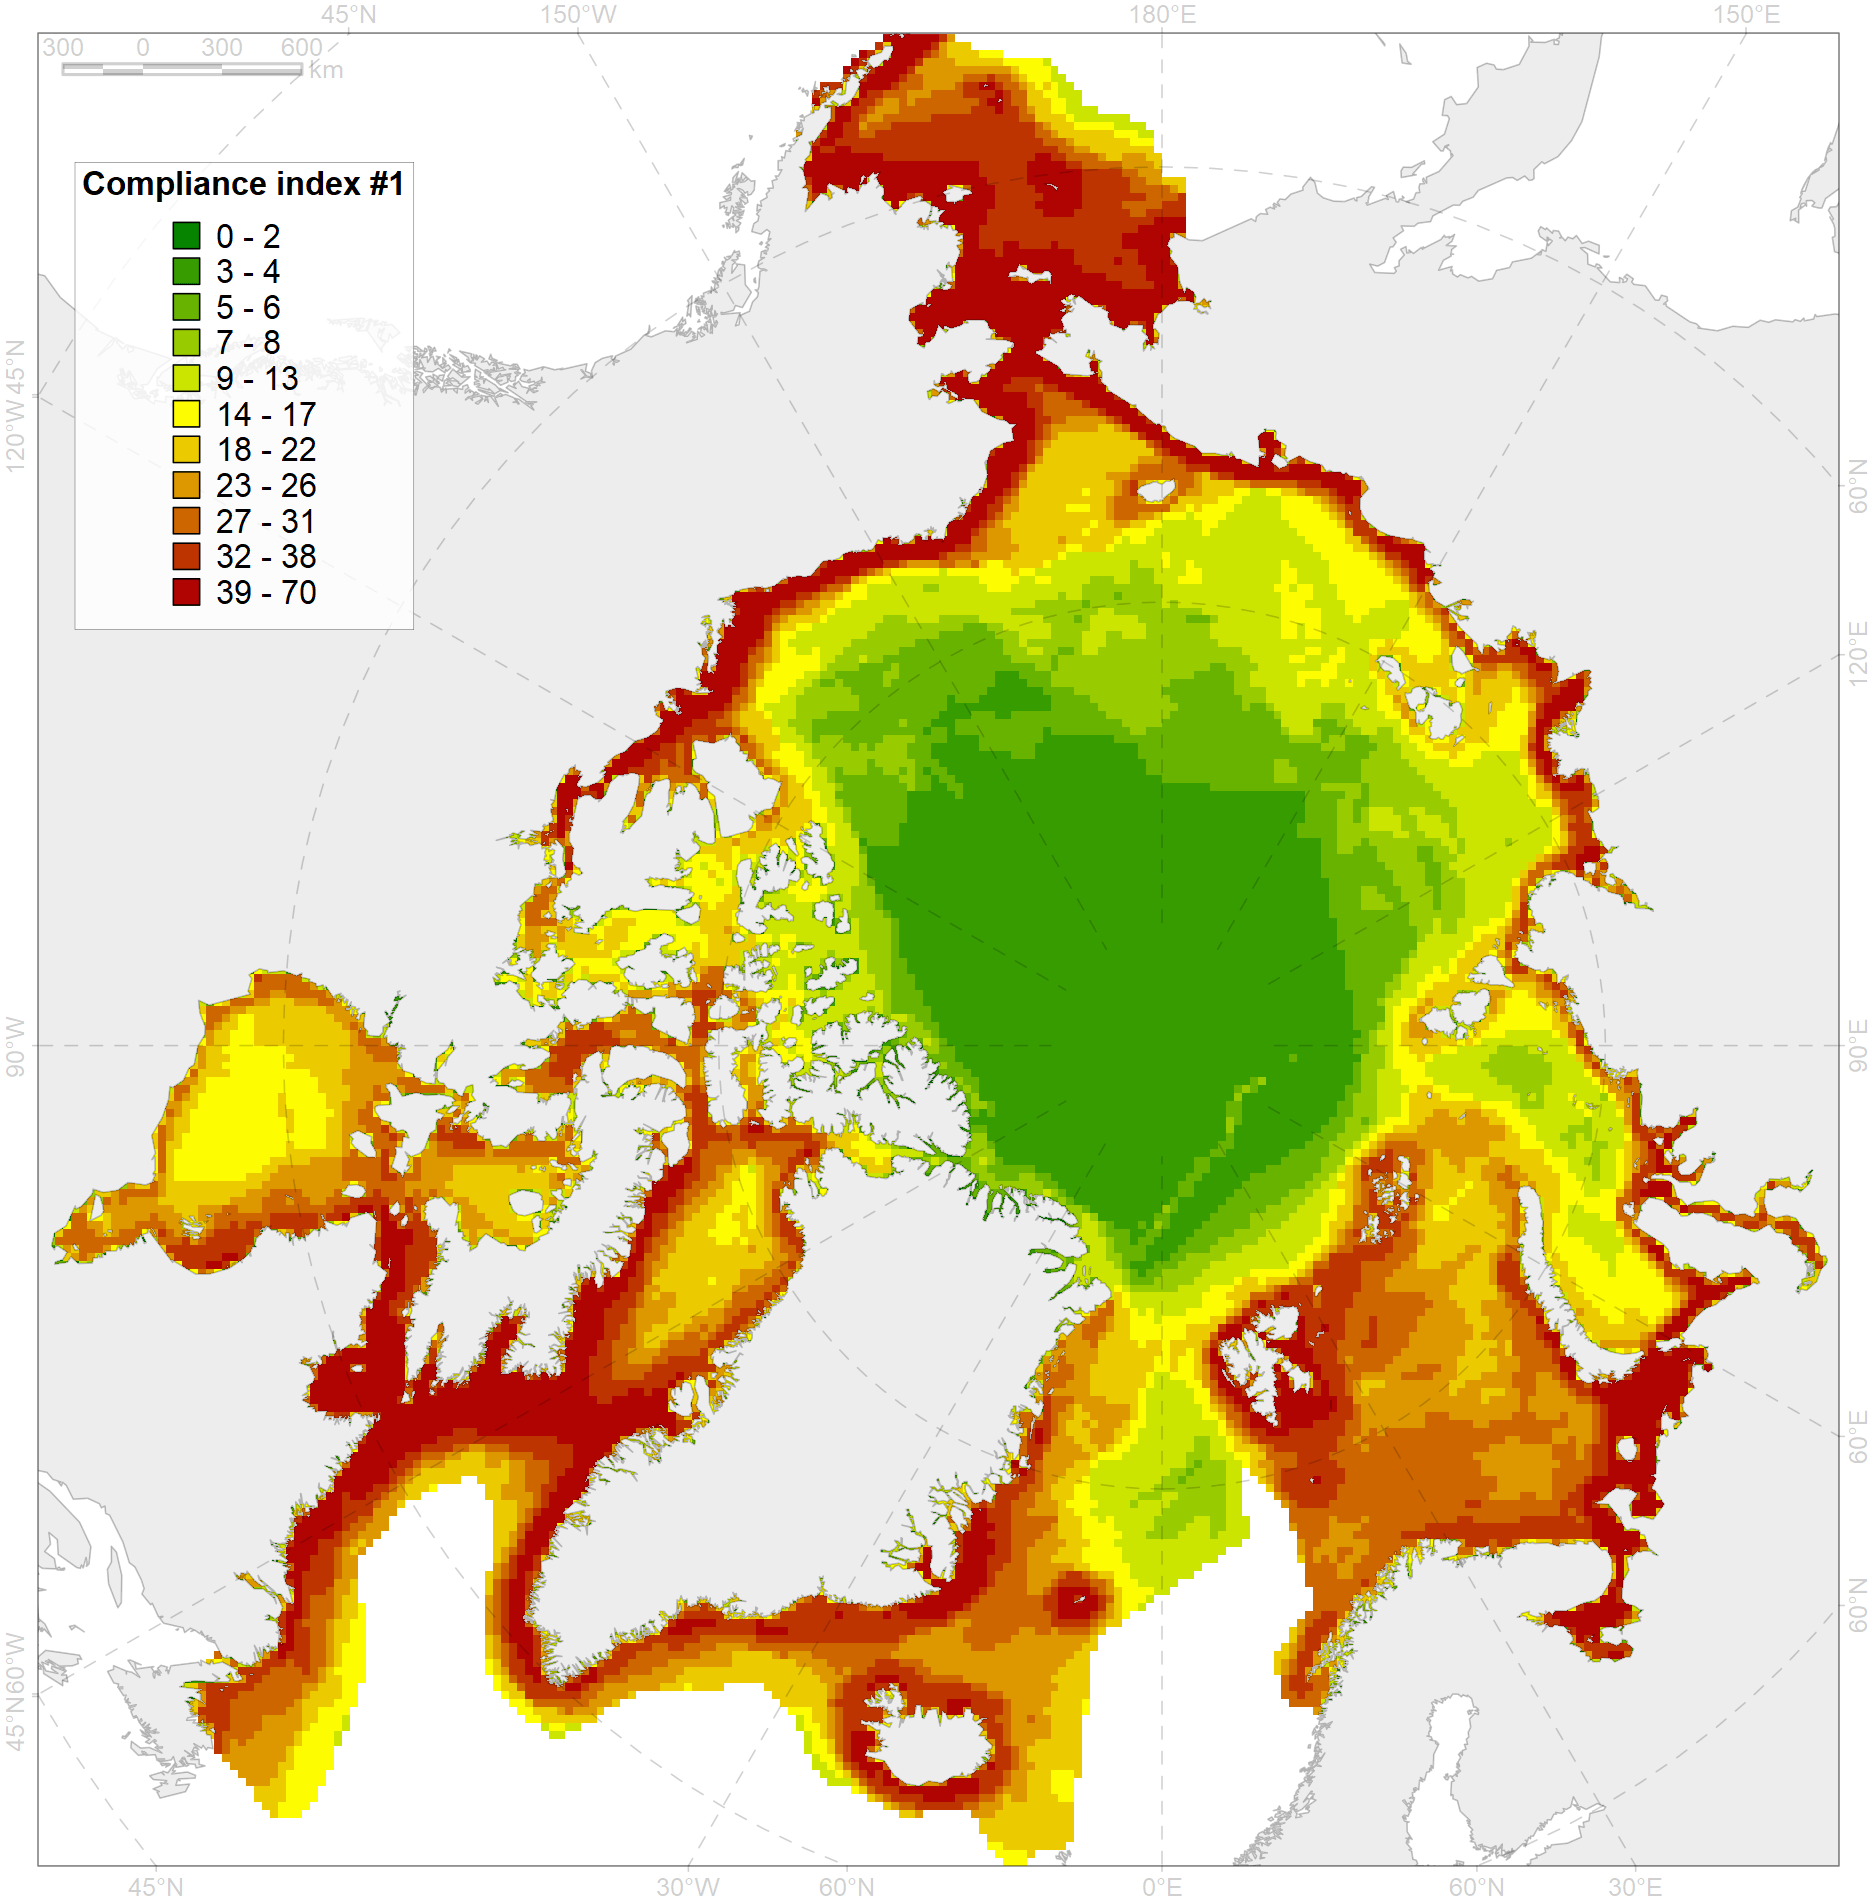 45°N 150°W 180°E 150°E
300 0 300 600
km
Compliance index #1
0 - 2
3 - 4
5 - 6
7 - 8
9 - 13
14 - 17
18 - 22
23 - 26
27 - 31
32 - 38
39 - 70
45°N
120°W
90°W
60°W
45°N
60°N
120°E
90°E
60°E
60°N
45°N 30°W 60°N 0°E 60°N 30°E